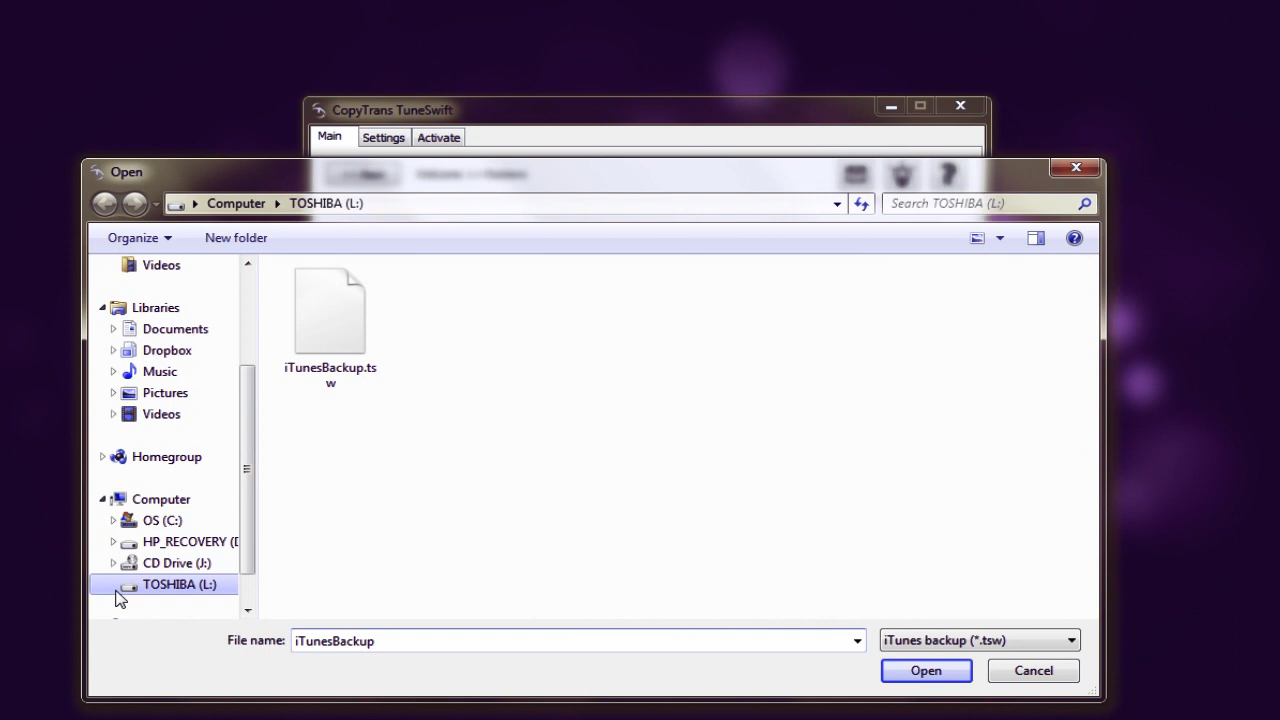 CopyTrans TuneSwift
Main
Settings
Activate
Open
Computer
TOSHIBA (L:)
Search TOSHIBA (L:)
Organize
New folder
Videos
Libraries
Documents
Dropbox
Music
Pictures
Videos
Homegroup
Computer
OS (C:)
HP_RECOVERY (D
CD Drive (J:)
TOSHIBA (L:)
iTunesBackup.ts
w
File name:
iTunesBackup
iTunes backup (*.tsw)
Open
Cancel